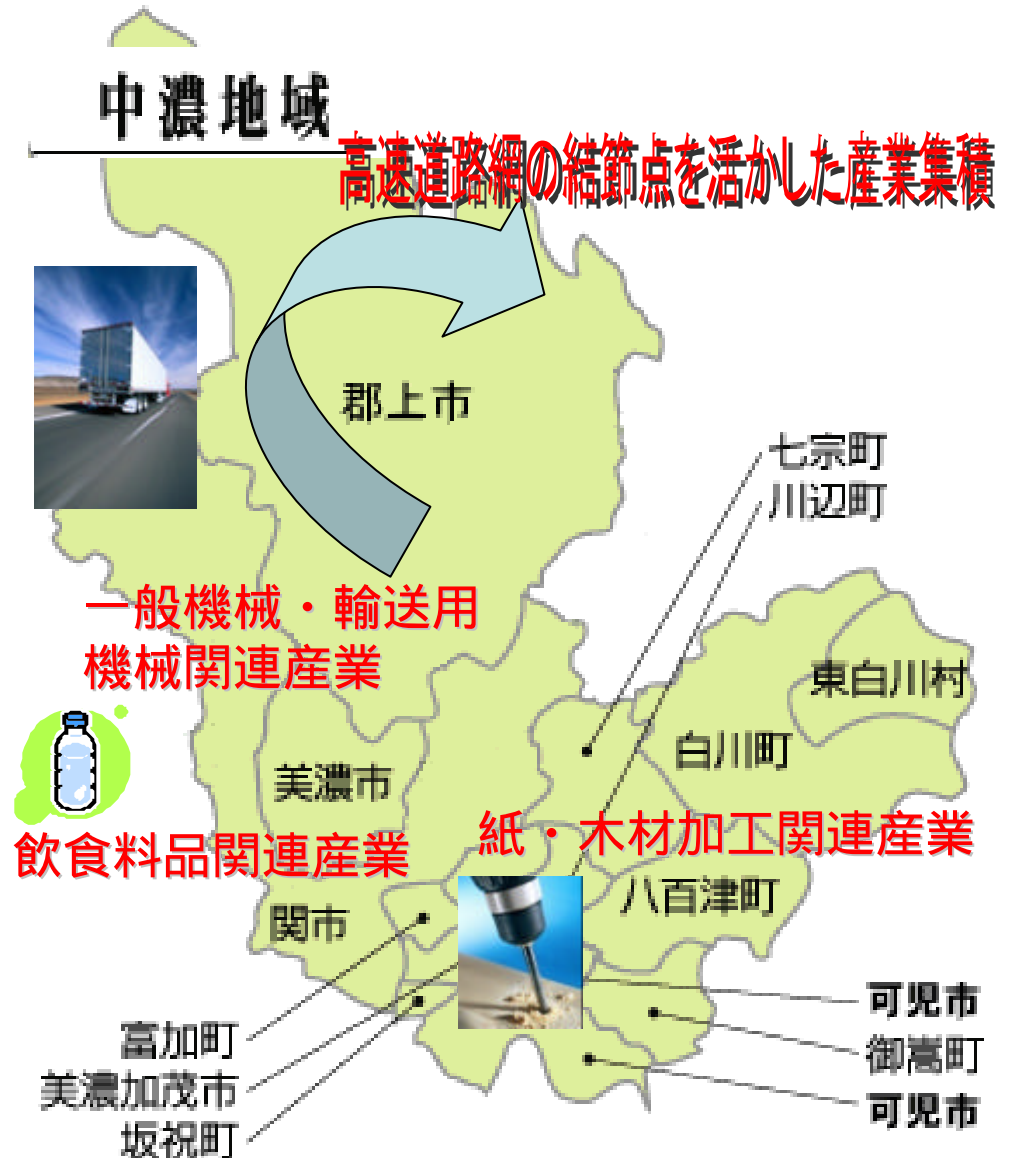 中濃地域
高速道路網の結節点を活かした産業集積
郡上市
七宗町
川辺町
一般機械・輸送用
機械関連産業
東白川村
白川町
美濃市
紙・木材加工関連産業
飲食料品関連産業
八百津町
関市
可児市
富加町
御嵩町
美濃加茂市
可児市
坂祝町